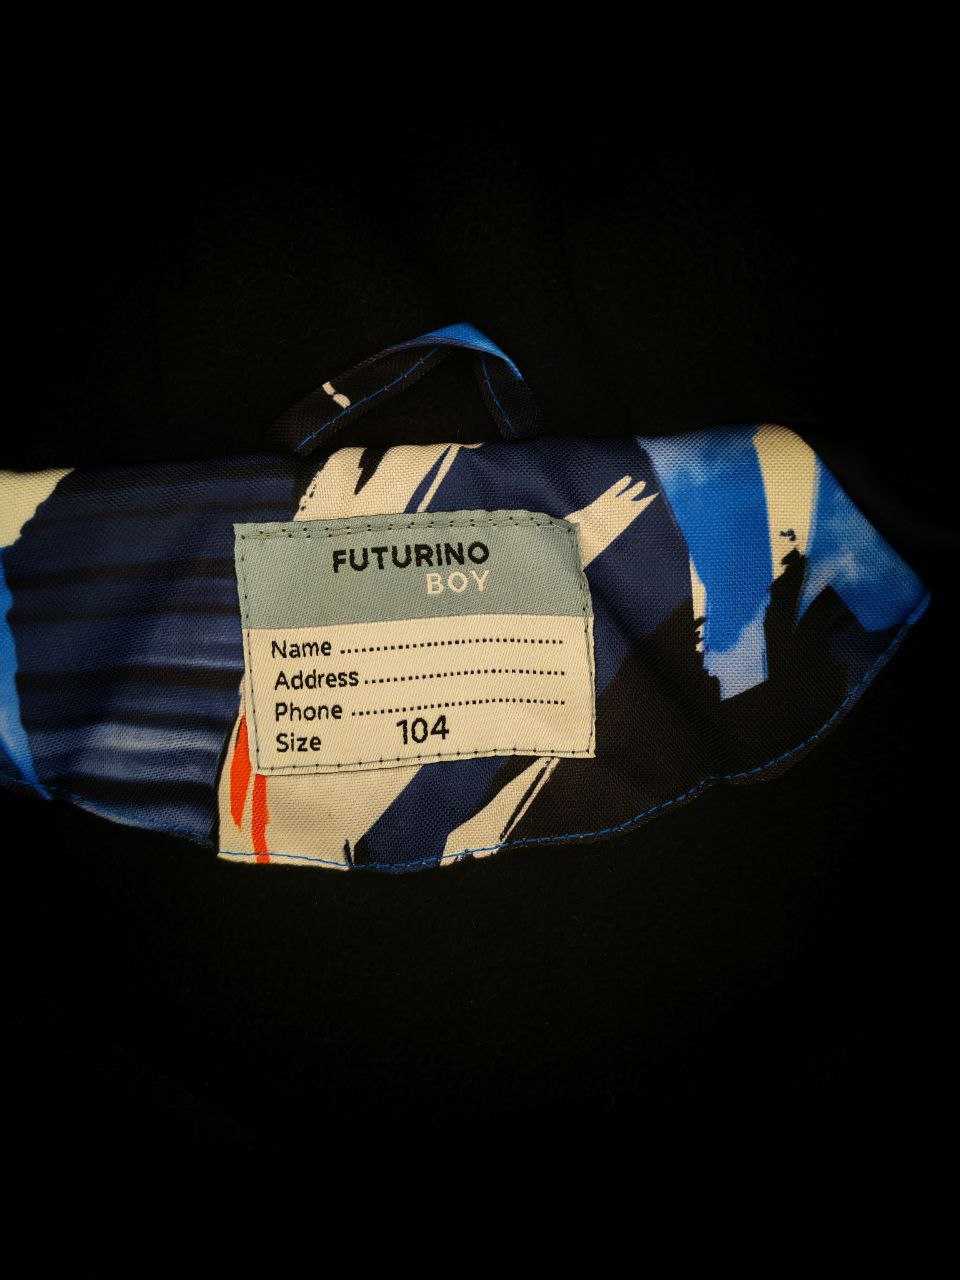 FUTURINO
BOY
Name ..............................
Address ...........................
Phone .............................
Size 104